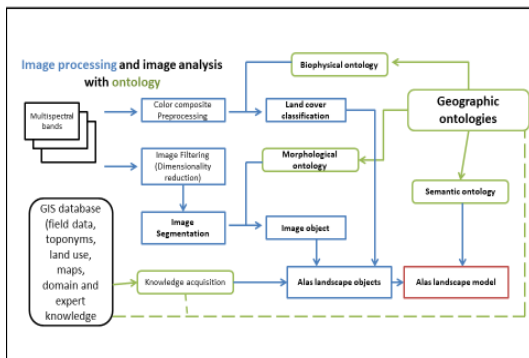 Image processing and image analysis
with ontology
Biophysical ontology
Geographic
ontologies
Multispectral
bands
Color composite
Preprocessing
Land cover
classification
Image Filtering
(Dimensionality
reduction)
Morphological
ontology
Semantic ontology
GIS database
(field data,
toponyms,
land use,
maps,
domain and
expert
knowledge
Image
Segmentation
Image object
Knowledge acquisition
Alas landscape objects
Alas landscape model